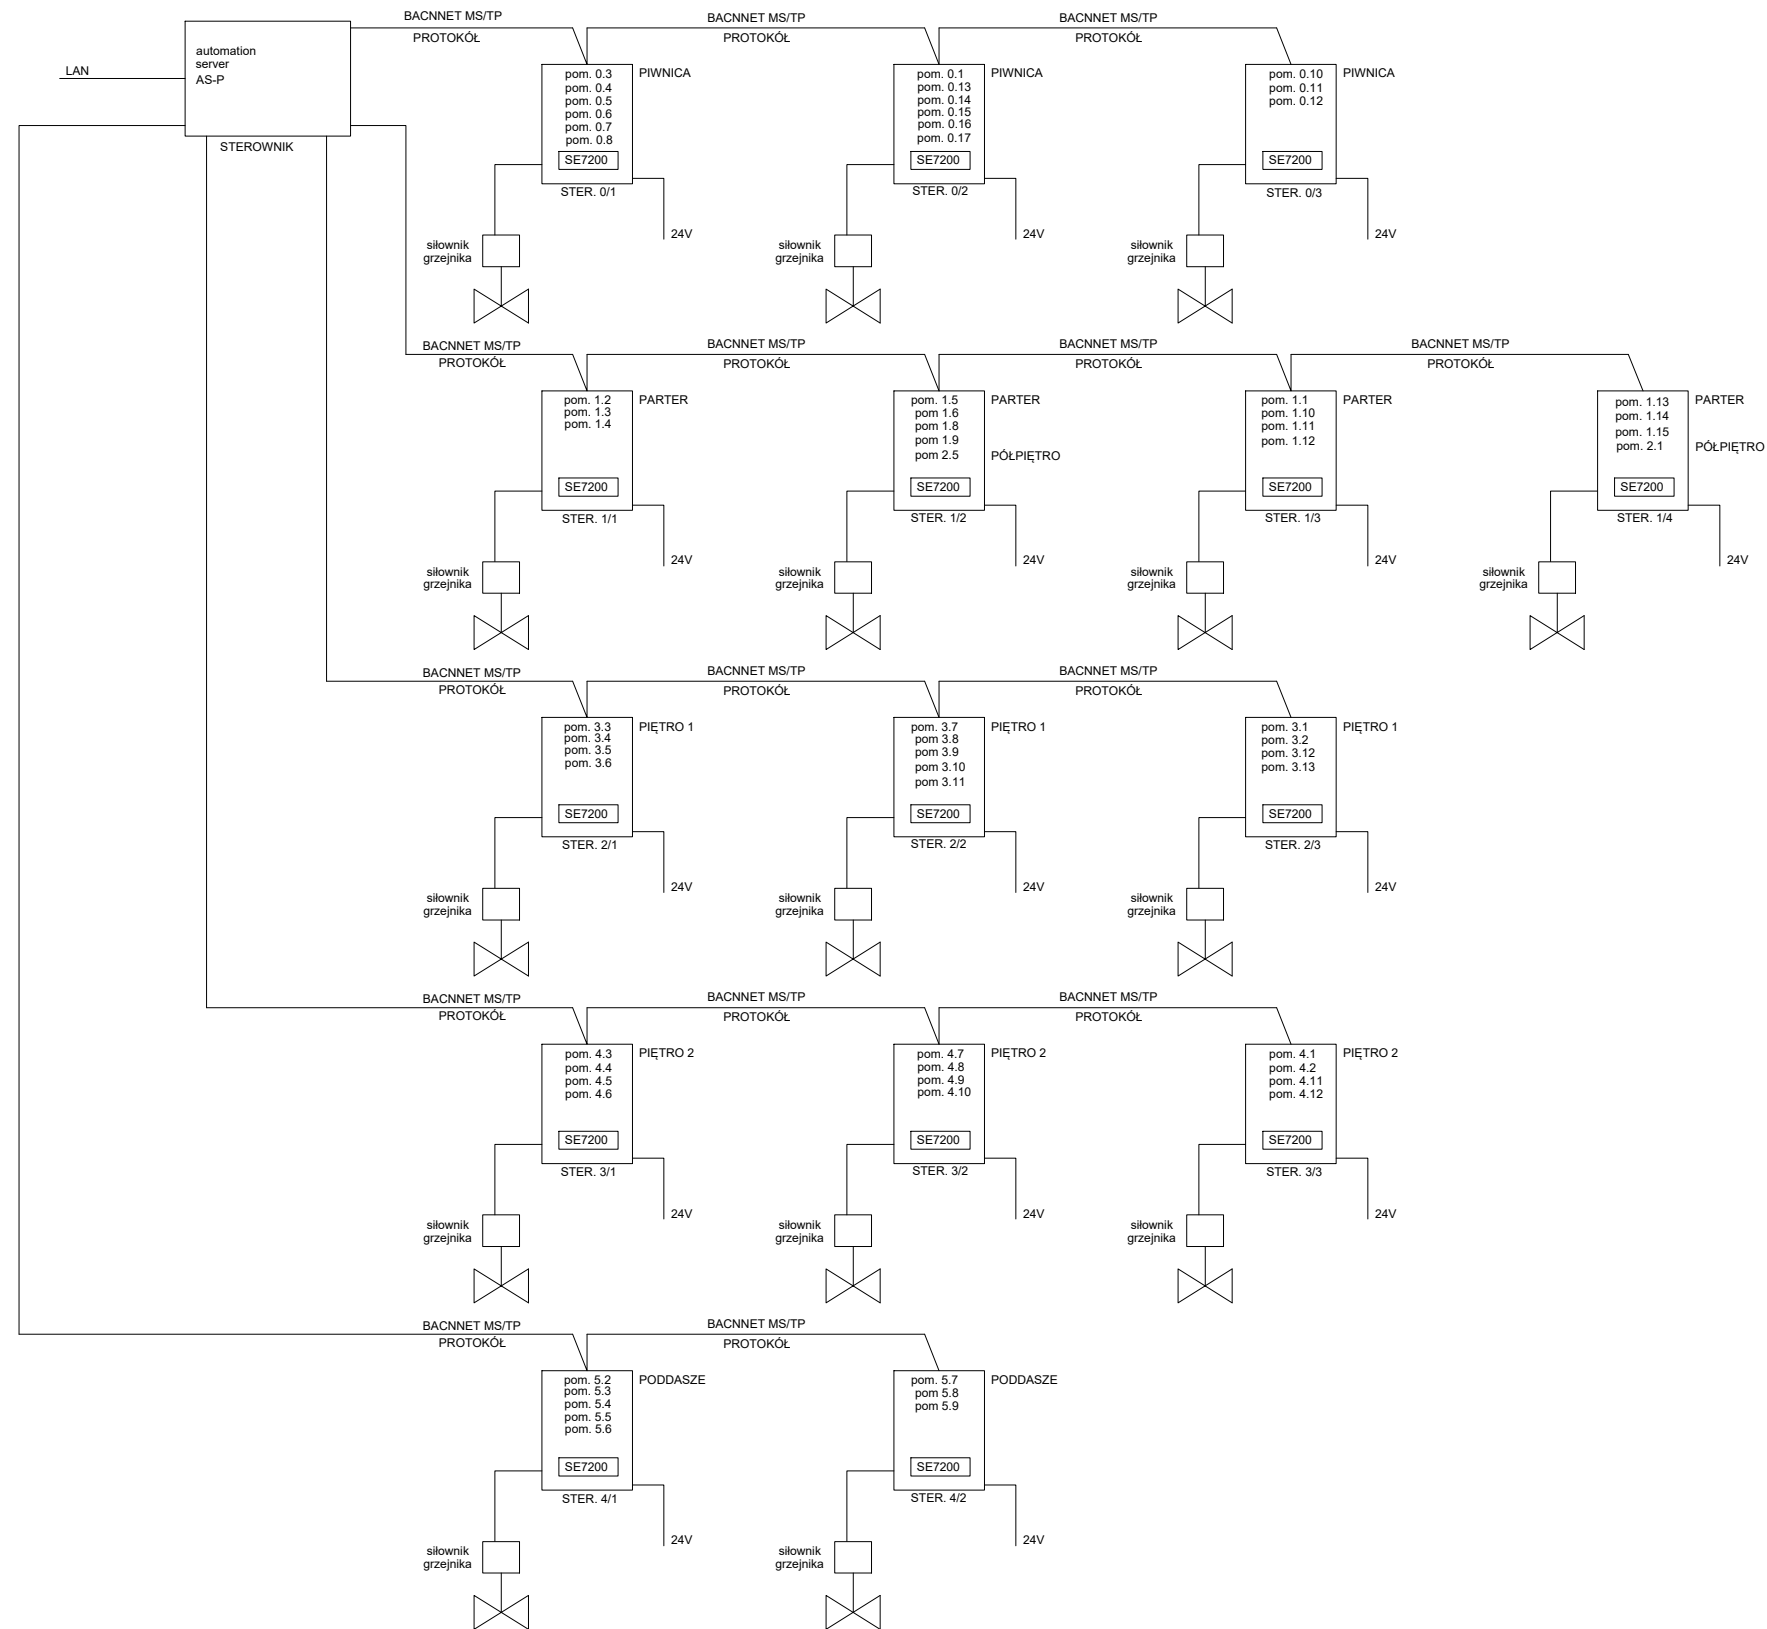 automation
server
AS-P
LAN
STEROWNIK
BACNNET MS/TP
PROTOKÓŁ
BACNNET MS/TP
PROTOKÓŁ
BACNNET MS/TP
PROTOKÓŁ
pom. 0.3
pom. 0.4
pom. 0.5
pom. 0.6
pom. 0.7
pom. 0.8
SE7200
PIWNICA
STER. 0/1
24V
siłownik
grzejnika
pom. 0.1
pom. 0.13
pom. 0.14
pom. 0.15
pom. 0.16
pom. 0.17
SE7200
PIWNICA
STER. 0/2
24V
siłownik
grzejnika
pom. 0.10
pom. 0.11
pom. 0.12
SE7200
PIWNICA
STER. 0/3
24V
siłownik
grzejnika
BACNNET MS/TP
PROTOKÓŁ
BACNNET MS/TP
PROTOKÓŁ
BACNNET MS/TP
PROTOKÓŁ
BACNNET MS/TP
PROTOKÓŁ
pom. 1.2
pom. 1.3
pom. 1.4
SE7200
PARTER
STER. 1/1
24V
siłownik
grzejnika
pom. 1.5
pom 1.6
pom 1.8
pom 1.9
pom 2.5
SE7200
PARTER
PÓŁPIĘTRO
STER. 1/2
24V
siłownik
grzejnika
pom. 1.1
pom. 1.10
pom. 1.11
pom. 1.12
SE7200
PARTER
STER. 1/3
24V
siłownik
grzejnika
pom. 1.13
pom. 1.14
pom. 1.15
pom. 2.1
SE7200
PARTER
PÓŁPIĘTRO
STER. 1/4
24V
siłownik
grzejnika
BACNNET MS/TP
PROTOKÓŁ
BACNNET MS/TP
PROTOKÓŁ
BACNNET MS/TP
PROTOKÓŁ
pom. 3.3
pom. 3.4
pom. 3.5
pom. 3.6
SE7200
PIĘTRO 1
STER. 2/1
24V
siłownik
grzejnika
pom. 3.7
pom 3.8
pom 3.9
pom 3.10
pom 3.11
SE7200
PIĘTRO 1
STER. 2/2
24V
siłownik
grzejnika
pom. 3.1
pom. 3.2
pom. 3.12
pom. 3.13
SE7200
PIĘTRO 1
STER. 2/3
24V
siłownik
grzejnika
BACNNET MS/TP
PROTOKÓŁ
BACNNET MS/TP
PROTOKÓŁ
BACNNET MS/TP
PROTOKÓŁ
pom. 4.3
pom. 4.4
pom. 4.5
pom. 4.6
SE7200
PIĘTRO 2
STER. 3/1
24V
siłownik
grzejnika
pom. 4.7
pom. 4.8
pom. 4.9
pom. 4.10
SE7200
PIĘTRO 2
STER. 3/2
24V
siłownik
grzejnika
pom. 4.1
pom. 4.2
pom. 4.11
pom. 4.12
SE7200
PIĘTRO 2
STER. 3/3
24V
siłownik
grzejnika
BACNNET MS/TP
PROTOKÓŁ
BACNNET MS/TP
PROTOKÓŁ
pom. 5.2
pom. 5.3
pom. 5.4
pom. 5.5
pom. 5.6
SE7200
PODDASZE
STER. 4/1
24V
siłownik
grzejnika
pom. 5.7
pom 5.8
pom 5.9
SE7200
PODDASZE
STER. 4/2
24V
siłownik
grzejnika